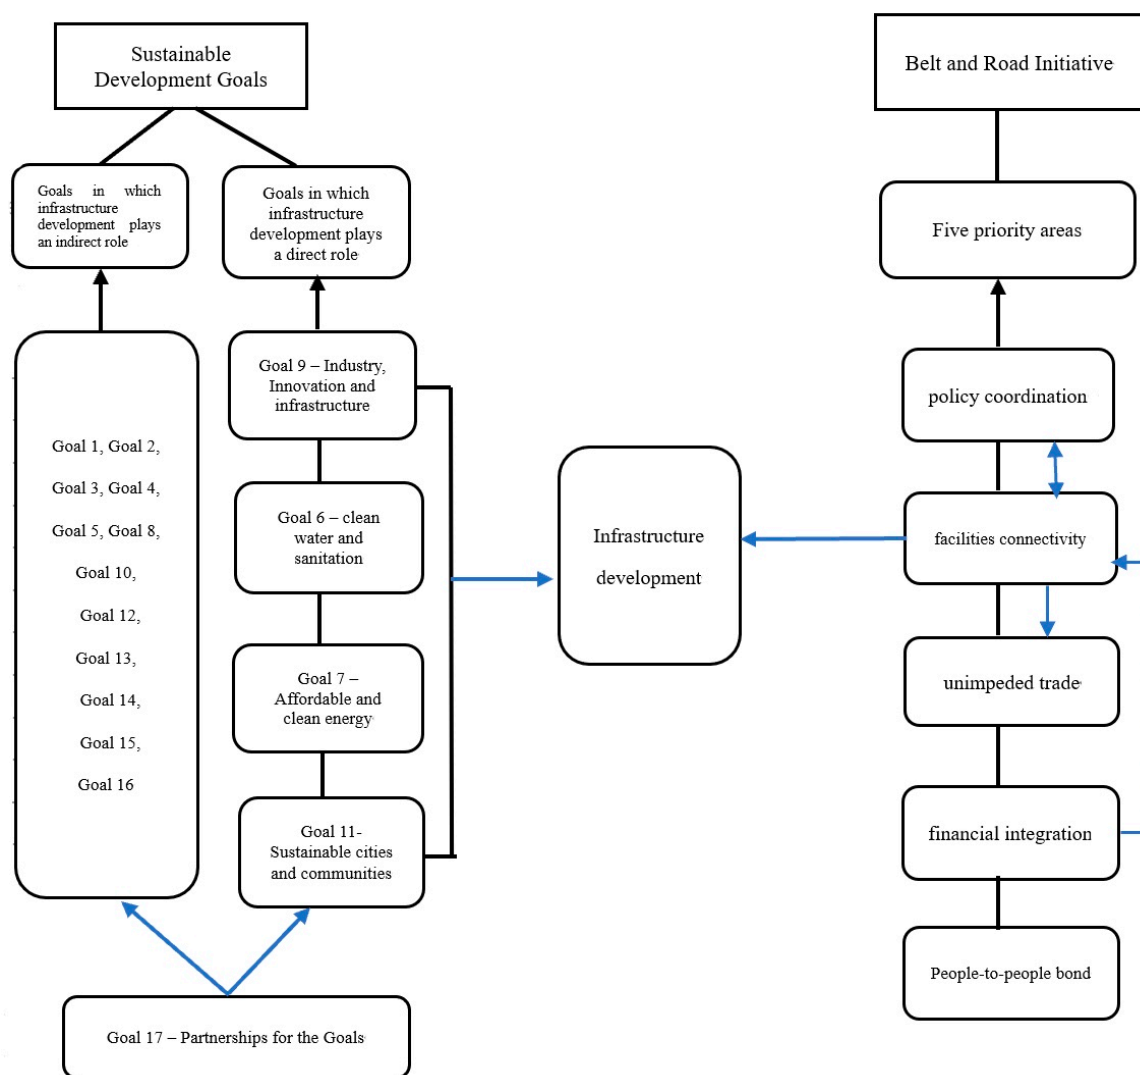 Sustainable
Development Goals
Belt and Road Initiative
Goals in which
infrastructure
development plays
an indirect role
Goals in which
infrastructure
development plays
a direct role
Five priority areas
Goal 9 – Industry,
Innovation and
infrastructure
policy coordination
Goal 1, Goal 2,
Goal 3, Goal 4,
Goal 5, Goal 8,
Goal 10,
Goal 12,
Goal 13,
Goal 14,
Goal 15,
Goal 16
Goal 6 – clean
water and
sanitation
Infrastructure
development
facilities connectivity
Goal 7 –
Affordable and
clean energy
unimpeded trade
Goal 11-
Sustainable cities
and communities
financial integration
People-to-people bond
Goal 17 – Partnerships for the Goals